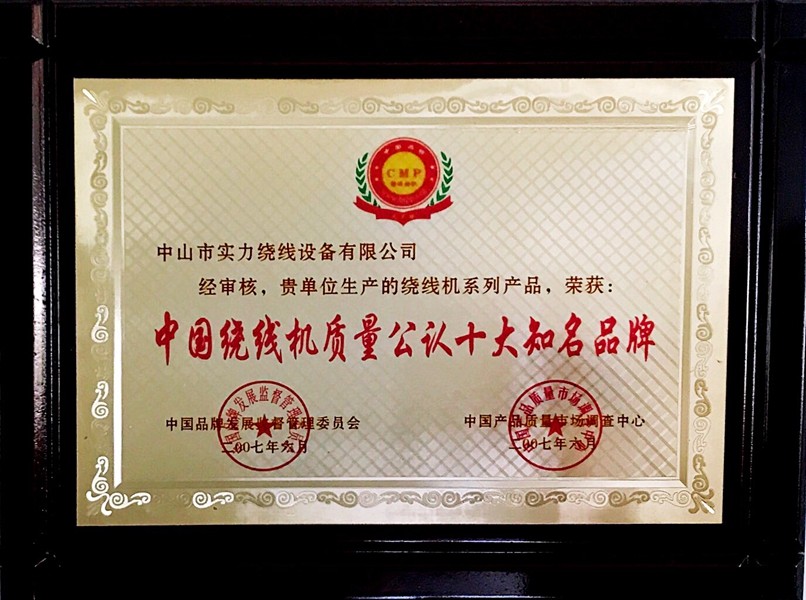 CMP
中山市实力绕线设备有限公司
经审核，贵单位生产的绕线机系列产品，荣获：
中国绕线机质量公认十大知名品牌
中国品牌发展监督管理委员会
中国产品质量市场调查中心
二00七年六月
二00七年六月